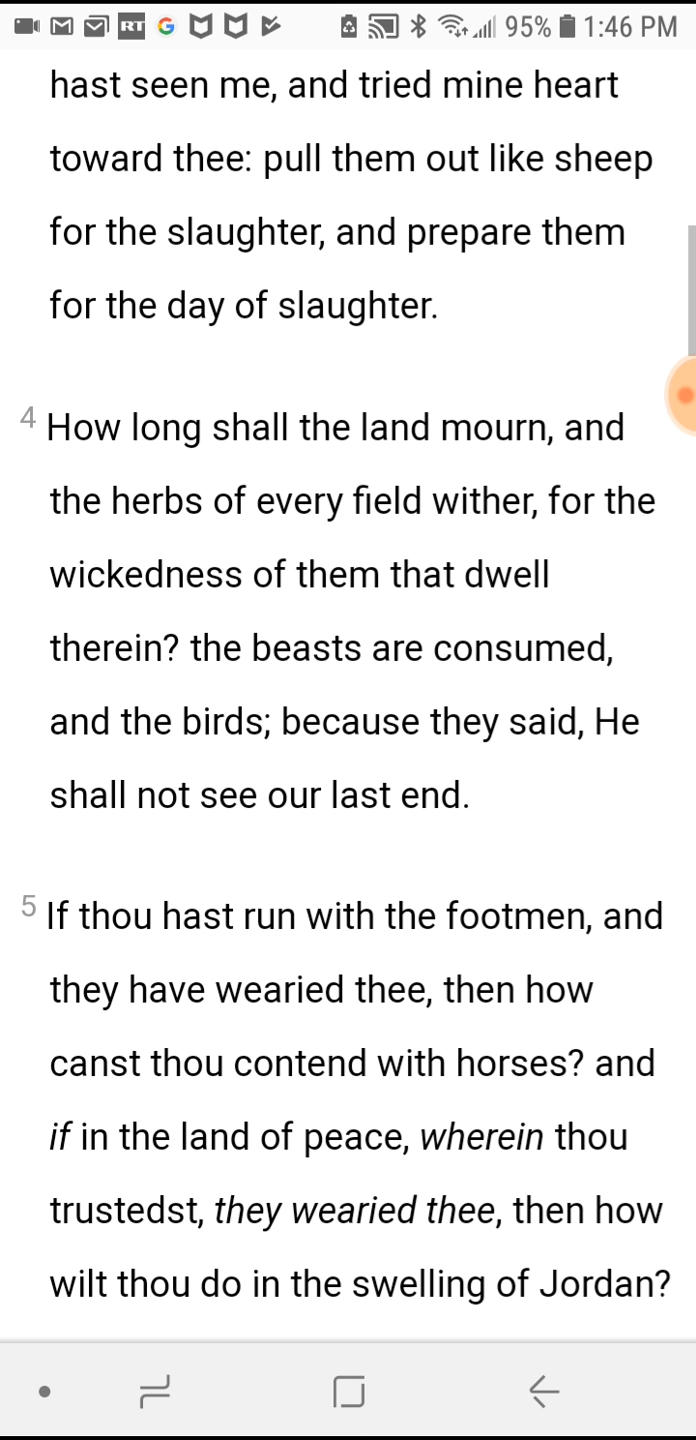 RT G 95% 1:46 PM
hast seen me, and tried mine heart
toward thee: pull them out like sheep
for the slaughter, and prepare them
for the day of slaughter.
4 How long shall the land mourn, and
the herbs of every field wither, for the
wickedness of them that dwell
therein? the beasts are consumed,
and the birds; because they said, He
shall not see our last end.
5 If thou hast run with the footmen, and
they have wearied thee, then how
canst thou contend with horses? and
if in the land of peace, wherein thou
trustedst, they wearied thee, then how
wilt thou do in the swelling of Jordan?